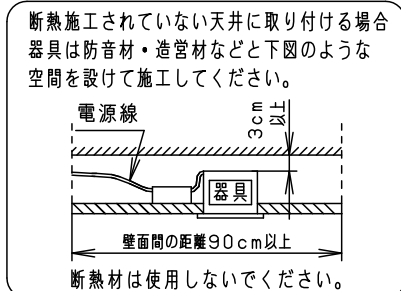 断熱施工されていない天井に取り付ける場合
器具は防音材・造営材などと下図のような
空間を設けて施工してください。
電源線
3cm
以上
器具
壁面間の距離90cm以上
断熱材は使用しないでください。